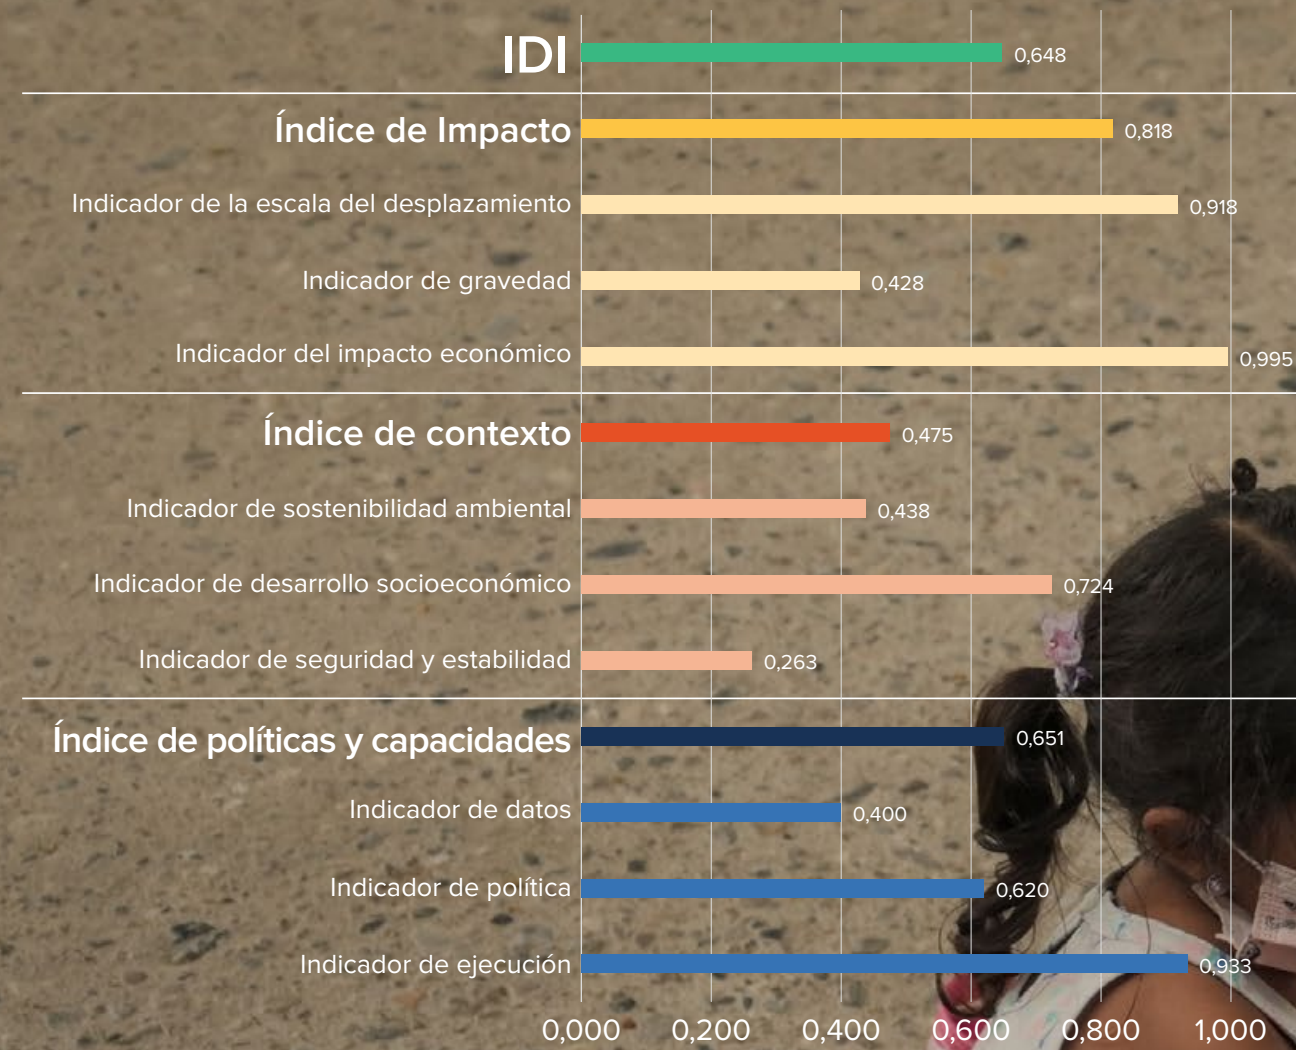 IDI 0,648
Índice de Impacto 0,818
Indicador de la escala del desplazamiento 0,918
Indicador de gravedad 0,428
Indicador del impacto económico 0,995
Índice de contexto 0,475
Indicador de sostenibilidad ambiental 0,438
Indicador de desarrollo socioeconómico 0,724
Indicador de seguridad y estabilidad 0,263
Índice de políticas y capacidades 0,651
Indicador de datos 0,400
Indicador de política 0,620
Indicador de ejecución 0,933
0,000 0,200 0,400 0,600 0,800 1,000